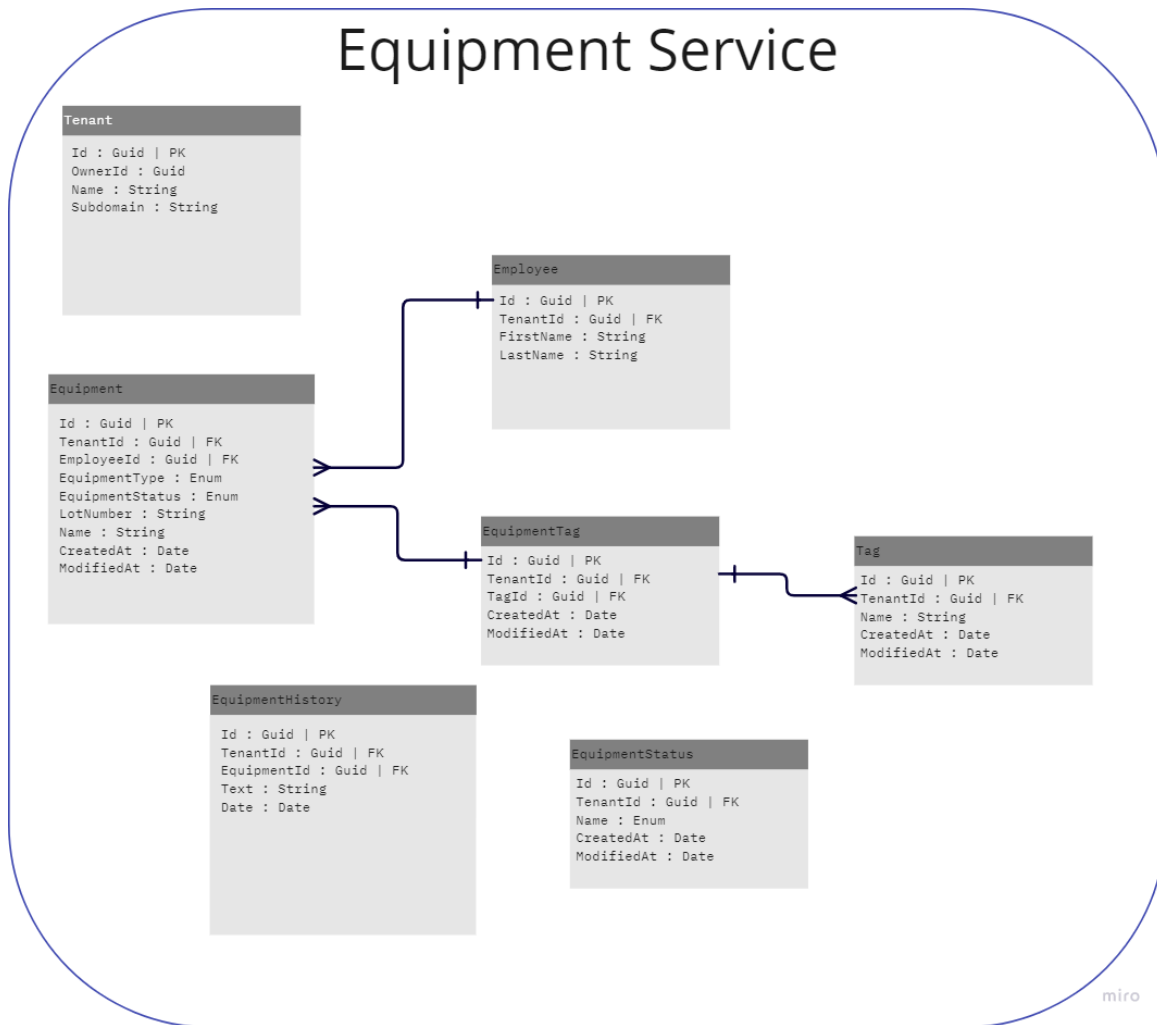 Equipment Service
Tenant
Id : Guid | PK
OwnerId : Guid
Name : String
Subdomain : String
Employee
Id : Guid | PK
TenantId : Guid | FK
FirstName : String
LastName : String
Equipment
Id : Guid | PK
TenantId : Guid | FK
EmployeeId : Guid | FK
EquipmentType : Enum
EquipmentStatus : Enum
LotNumber : String
Name : String
CreatedAt : Date
ModifiedAt : Date
EquipmentTag
Id : Guid | PK
TenantId : Guid | FK
TagId : Guid | FK
CreatedAt : Date
ModifiedAt : Date
Tag
Id : Guid | PK
TenantId : Guid | FK
Name : String
CreatedAt : Date
ModifiedAt : Date
EquipmentHistory
Id : Guid | PK
TenantId : Guid | FK
EquipmentId : Guid | FK
Text : String
Date : Date
EquipmentStatus
Id : Guid | PK
TenantId : Guid | FK
Name : Enum
CreatedAt : Date
ModifiedAt : Date
miro